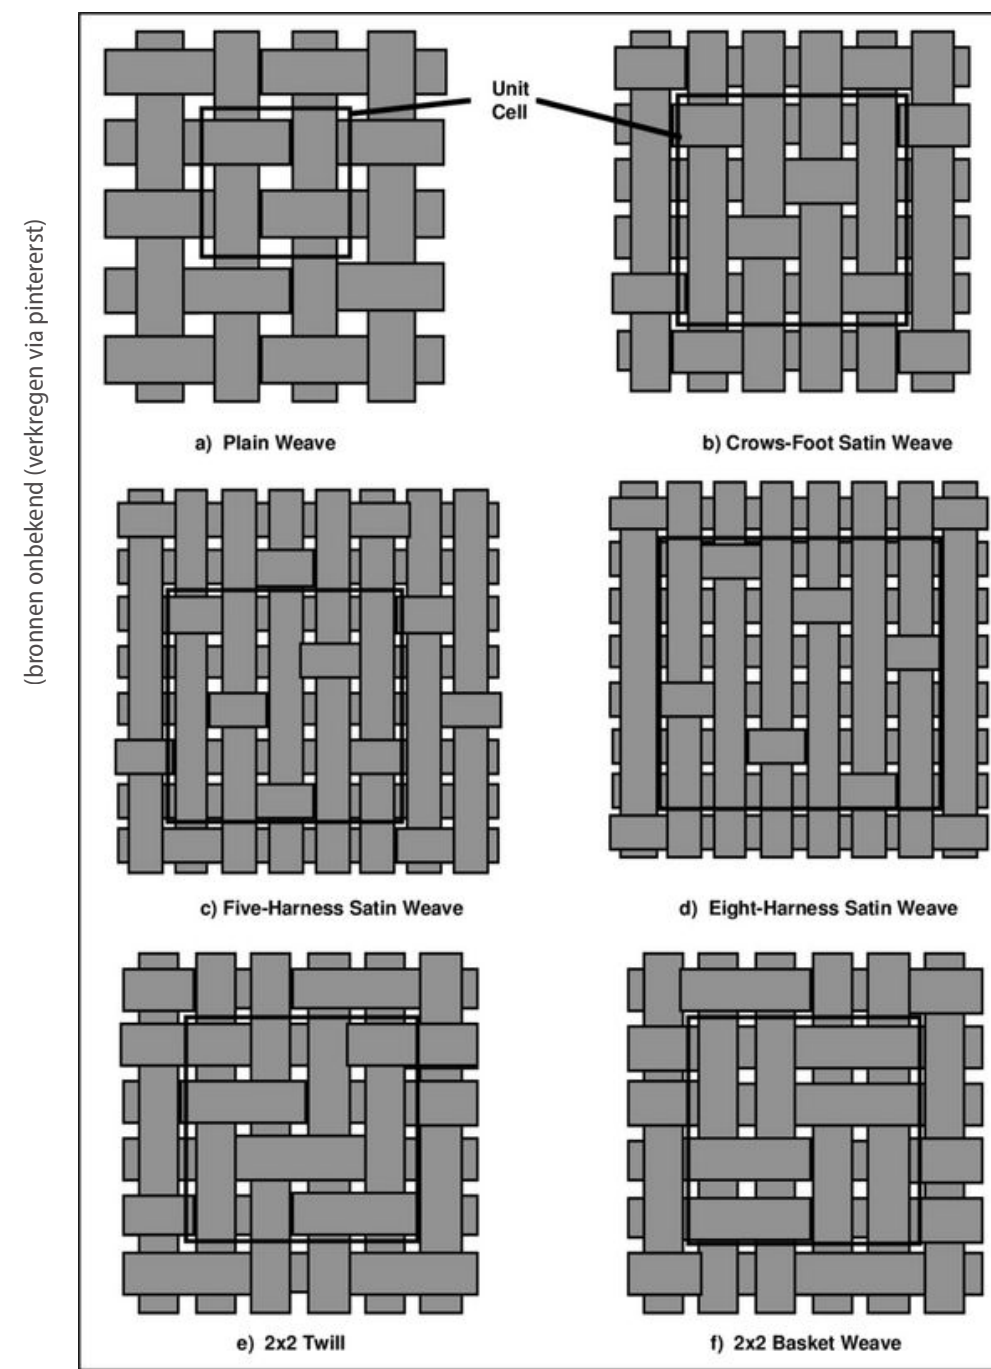 (bronnen onbekend (verkregen via pintererst)
Unit
Cell
a) Plain Weave
b) Crows-Foot Satin Weave
c) Five-Harness Satin Weave
d) Eight-Harness Satin Weave
e) 2x2 Twill
f) 2x2 Basket Weave